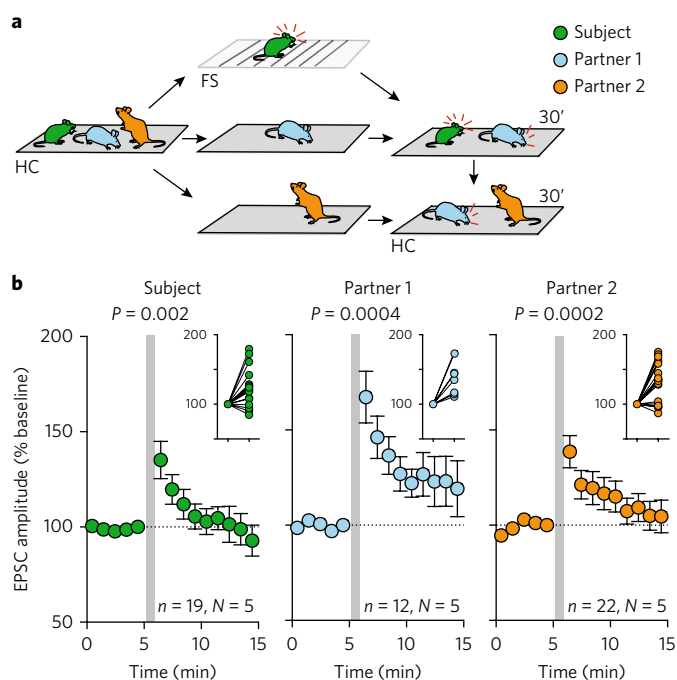 a
Subject
Partner 1
Partner 2
FS
HC
30′
30′
HC
b
Subject
Partner 1
Partner 2
P = 0.002
P = 0.0004
P = 0.0002
EPSC amplitude (% baseline)
200
150
100
50
200
100
200
100
200
100
n = 19, N = 5
n = 12, N = 5
n = 22, N = 5
0 5 10 15
0 5 10 15
0 5 10 15
Time (min)
Time (min)
Time (min)